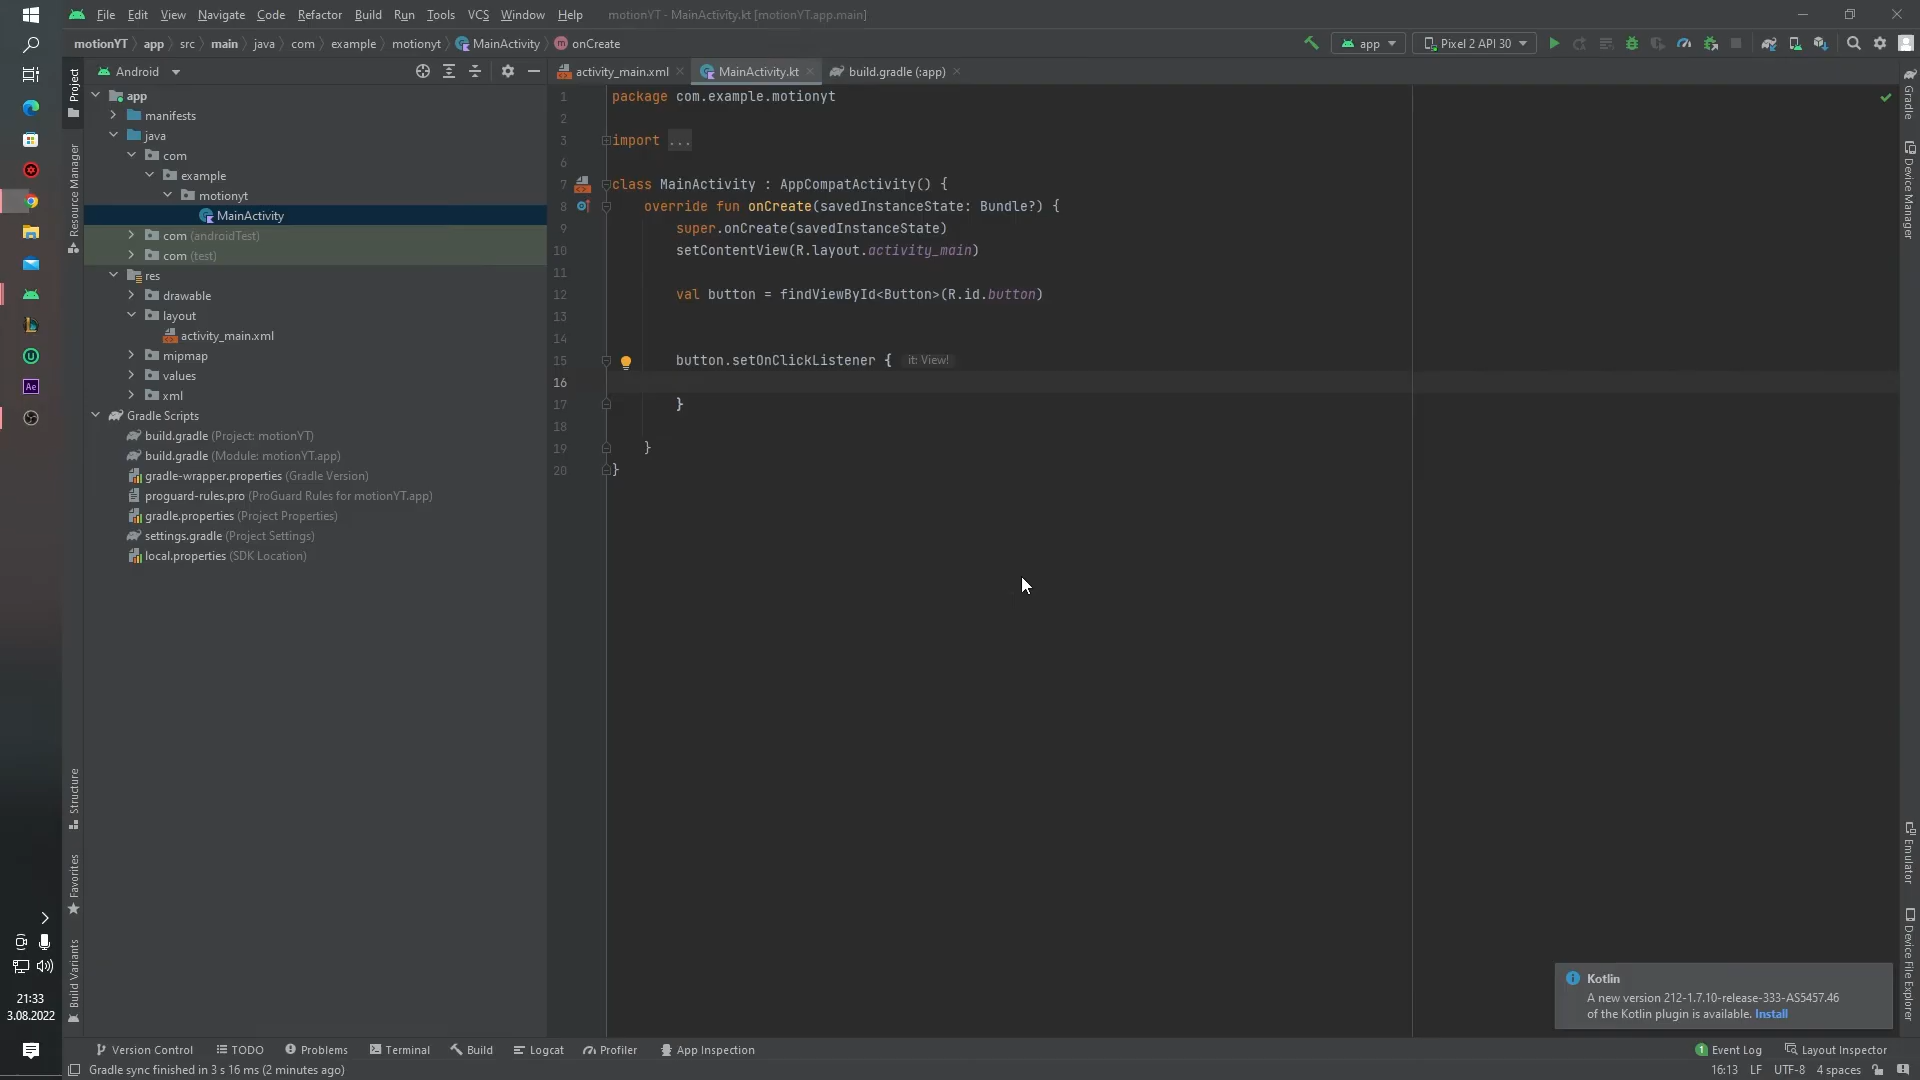 File Edit View Navigate Code Refactor Build Run Tools VCS Window Help motionYT - MainActivity.kt [motionYT.app.main]
motionYT app src main java com example motionyt MainActivity onCreate app Pixel 2 API 30
Project
Resource Manager
Structure
Favorites
Build Variants
Android
app
manifests
java
com
example
motionyt
MainActivity
com (androidTest)
com (test)
res
drawable
layout
activity_main.xml
mipmap
values
xml
Gradle Scripts
build.gradle (Project: motionYT)
build.gradle (Module: motionYT.app)
gradle-wrapper.properties (Gradle Version)
proguard-rules.pro (ProGuard Rules for motionYT.app)
gradle.properties (Project Properties)
settings.gradle (Project Settings)
local.properties (SDK Location)
activity_main.xml MainActivity.kt build.gradle (:app)
1 package com.example.motionyt
2
3 import ...
6
7 class MainActivity : AppCompatActivity() {
8 override fun onCreate(savedInstanceState: Bundle?) {
9 super.onCreate(savedInstanceState)
10 setContentView(R.layout.activity_main)
11
12 val button = findViewById<Button>(R.id.button)
13
14
15 button.setOnClickListener { it: View!
16
17 }
18
19 }
20 }
Gradle
Device Manager
Emulator
Device File Explorer
Kotlin
A new version 212-1.7.10-release-333-AS5457.46
of the Kotlin plugin is available. Install
Ae
21:33
3.08.2022
Version Control TODO Problems Terminal Build Logcat Profiler App Inspection 1 Event Log Layout Inspector
Gradle sync finished in 3 s 16 ms (2 minutes ago) 16:13 LF UTF-8 4 spaces